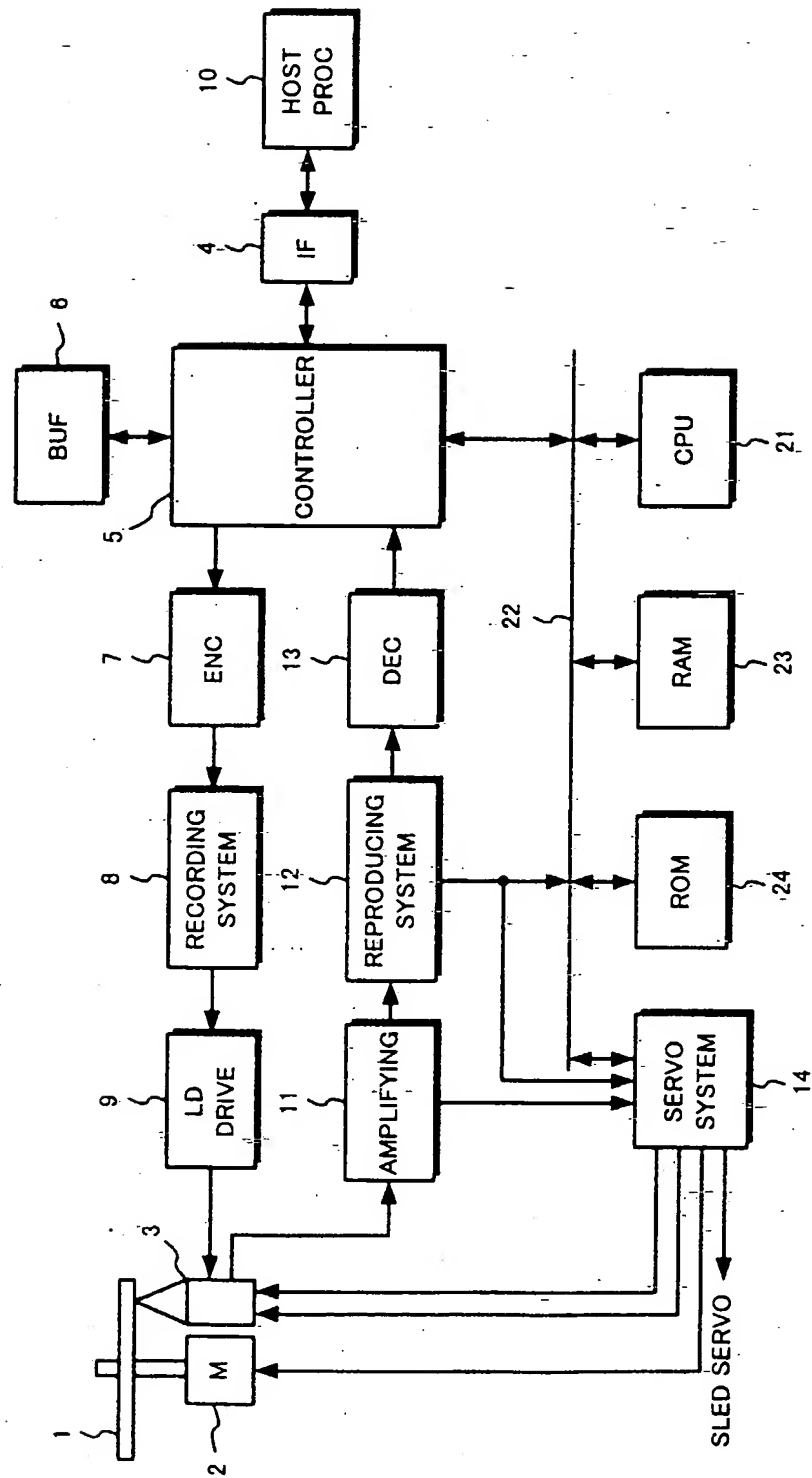 1
2
M
3
9
LD
DRIVE
8
RECORDING
SYSTEM
7
ENC
5
CONTROLLER
6
BUF
4
IF
10
HOST
PROC
11
AMPLIFYING
12
REPRODUCING
SYSTEM
13
DEC
22
SLED SERVO
SERVO
SYSTEM
14
ROM
24
RAM
23
CPU
21